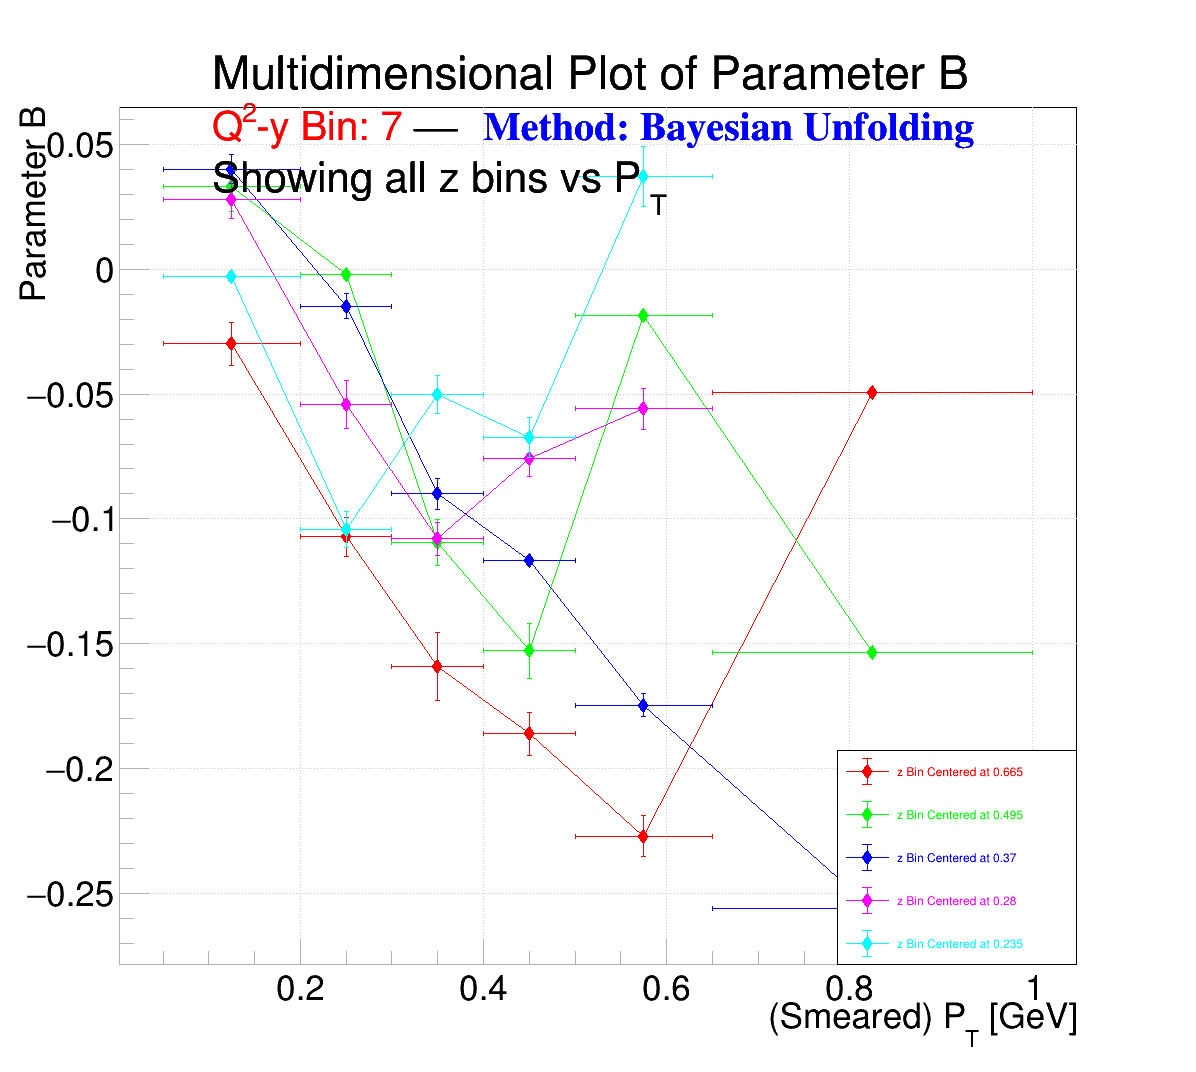 Multidimensional Plot of Parameter B
Q²-y Bin: 7 — Method: Bayesian Unfolding
Showing all z bins vs P_T
Parameter B
0.05
0
−0.05
−0.1
−0.15
−0.2
−0.25
z Bin Centered at 0.665
z Bin Centered at 0.495
z Bin Centered at 0.37
z Bin Centered at 0.28
z Bin Centered at 0.235
0.2 0.4 0.6 0.8 1
(Smeared) P_T [GeV]